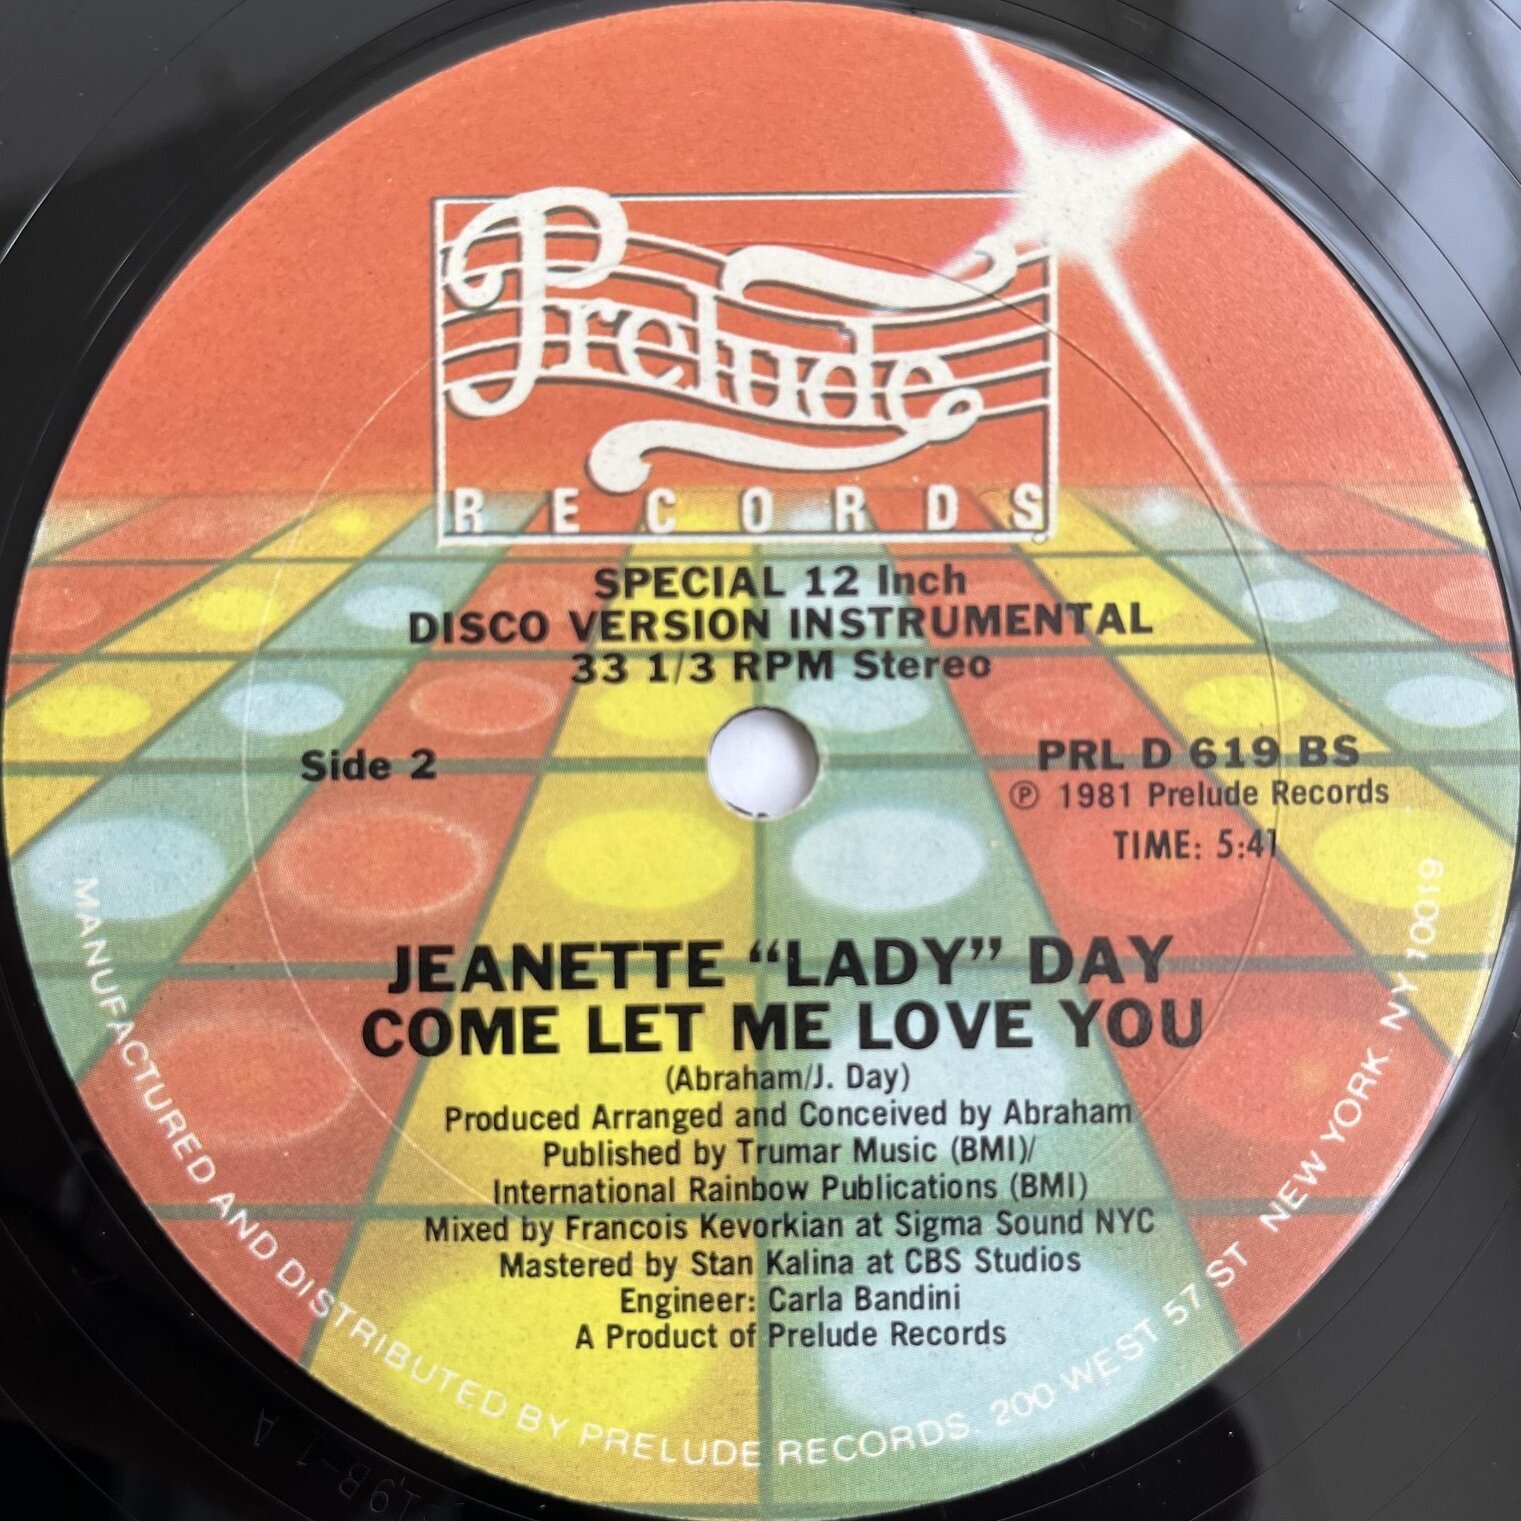 Prelude
RECORDS
SPECIAL 12 Inch
DISCO VERSION INSTRUMENTAL
33 1/3 RPM Stereo
Side 2
PRL D 619 BS
℗ 1981 Prelude Records
TIME: 5:41
JEANETTE “LADY” DAY
COME LET ME LOVE YOU
(Abraham/J. Day)
Produced Arranged and Conceived by Abraham
Published by Trumar Music (BMI)/
International Rainbow Publications (BMI)
Mixed by Francois Kevorkian at Sigma Sound NYC
Mastered by Stan Kalina at CBS Studios
Engineer: Carla Bandini
A Product of Prelude Records
MANUFACTURED AND DISTRIBUTED BY PRELUDE RECORDS. 200 WEST 57 ST NEW YORK. NY 10019